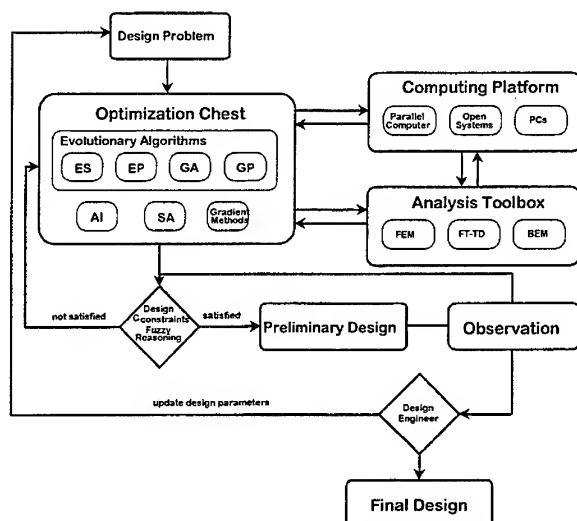 Design Problem
Optimization Chest
Evolutionary Algorithms
ES
EP
GA
GP
AI
SA
Gradient
Methods
Computing Platform
Parallel
Computer
Open
Systems
PCs
Analysis Toolbox
FEM
FT-TD
BEM
not satisfied
Design
Cconstraints
Fuzzy
Reasoning
satisfied
Preliminary Design
Observation
update design parameters
Design
Engineer
Final Design